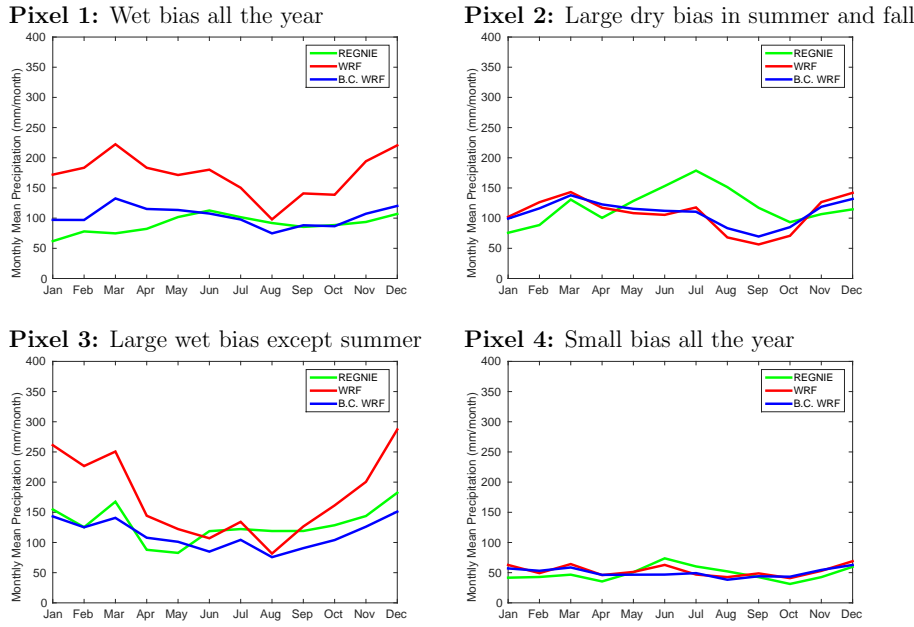 Pixel 1: Wet bias all the year
400
350
300
250
200
150
100
50
0
Monthly Mean Precipitation (mm/month)
REGNIE
WRF
B.C. WRF
Jan Feb Mar Apr May Jun Jul Aug Sep Oct Nov Dec
Pixel 2: Large dry bias in summer and fall
400
350
300
250
200
150
100
50
0
Monthly Mean Precipitation (mm/month)
REGNIE
WRF
B.C. WRF
Jan Feb Mar Apr May Jun Jul Aug Sep Oct Nov Dec
Pixel 3: Large wet bias except summer
400
350
300
250
200
150
100
50
0
Monthly Mean Precipitation (mm/month)
REGNIE
WRF
B.C. WRF
Jan Feb Mar Apr May Jun Jul Aug Sep Oct Nov Dec
Pixel 4: Small bias all the year
400
350
300
250
200
150
100
50
0
Monthly Mean Precipitation (mm/month)
REGNIE
WRF
B.C. WRF
Jan Feb Mar Apr May Jun Jul Aug Sep Oct Nov Dec